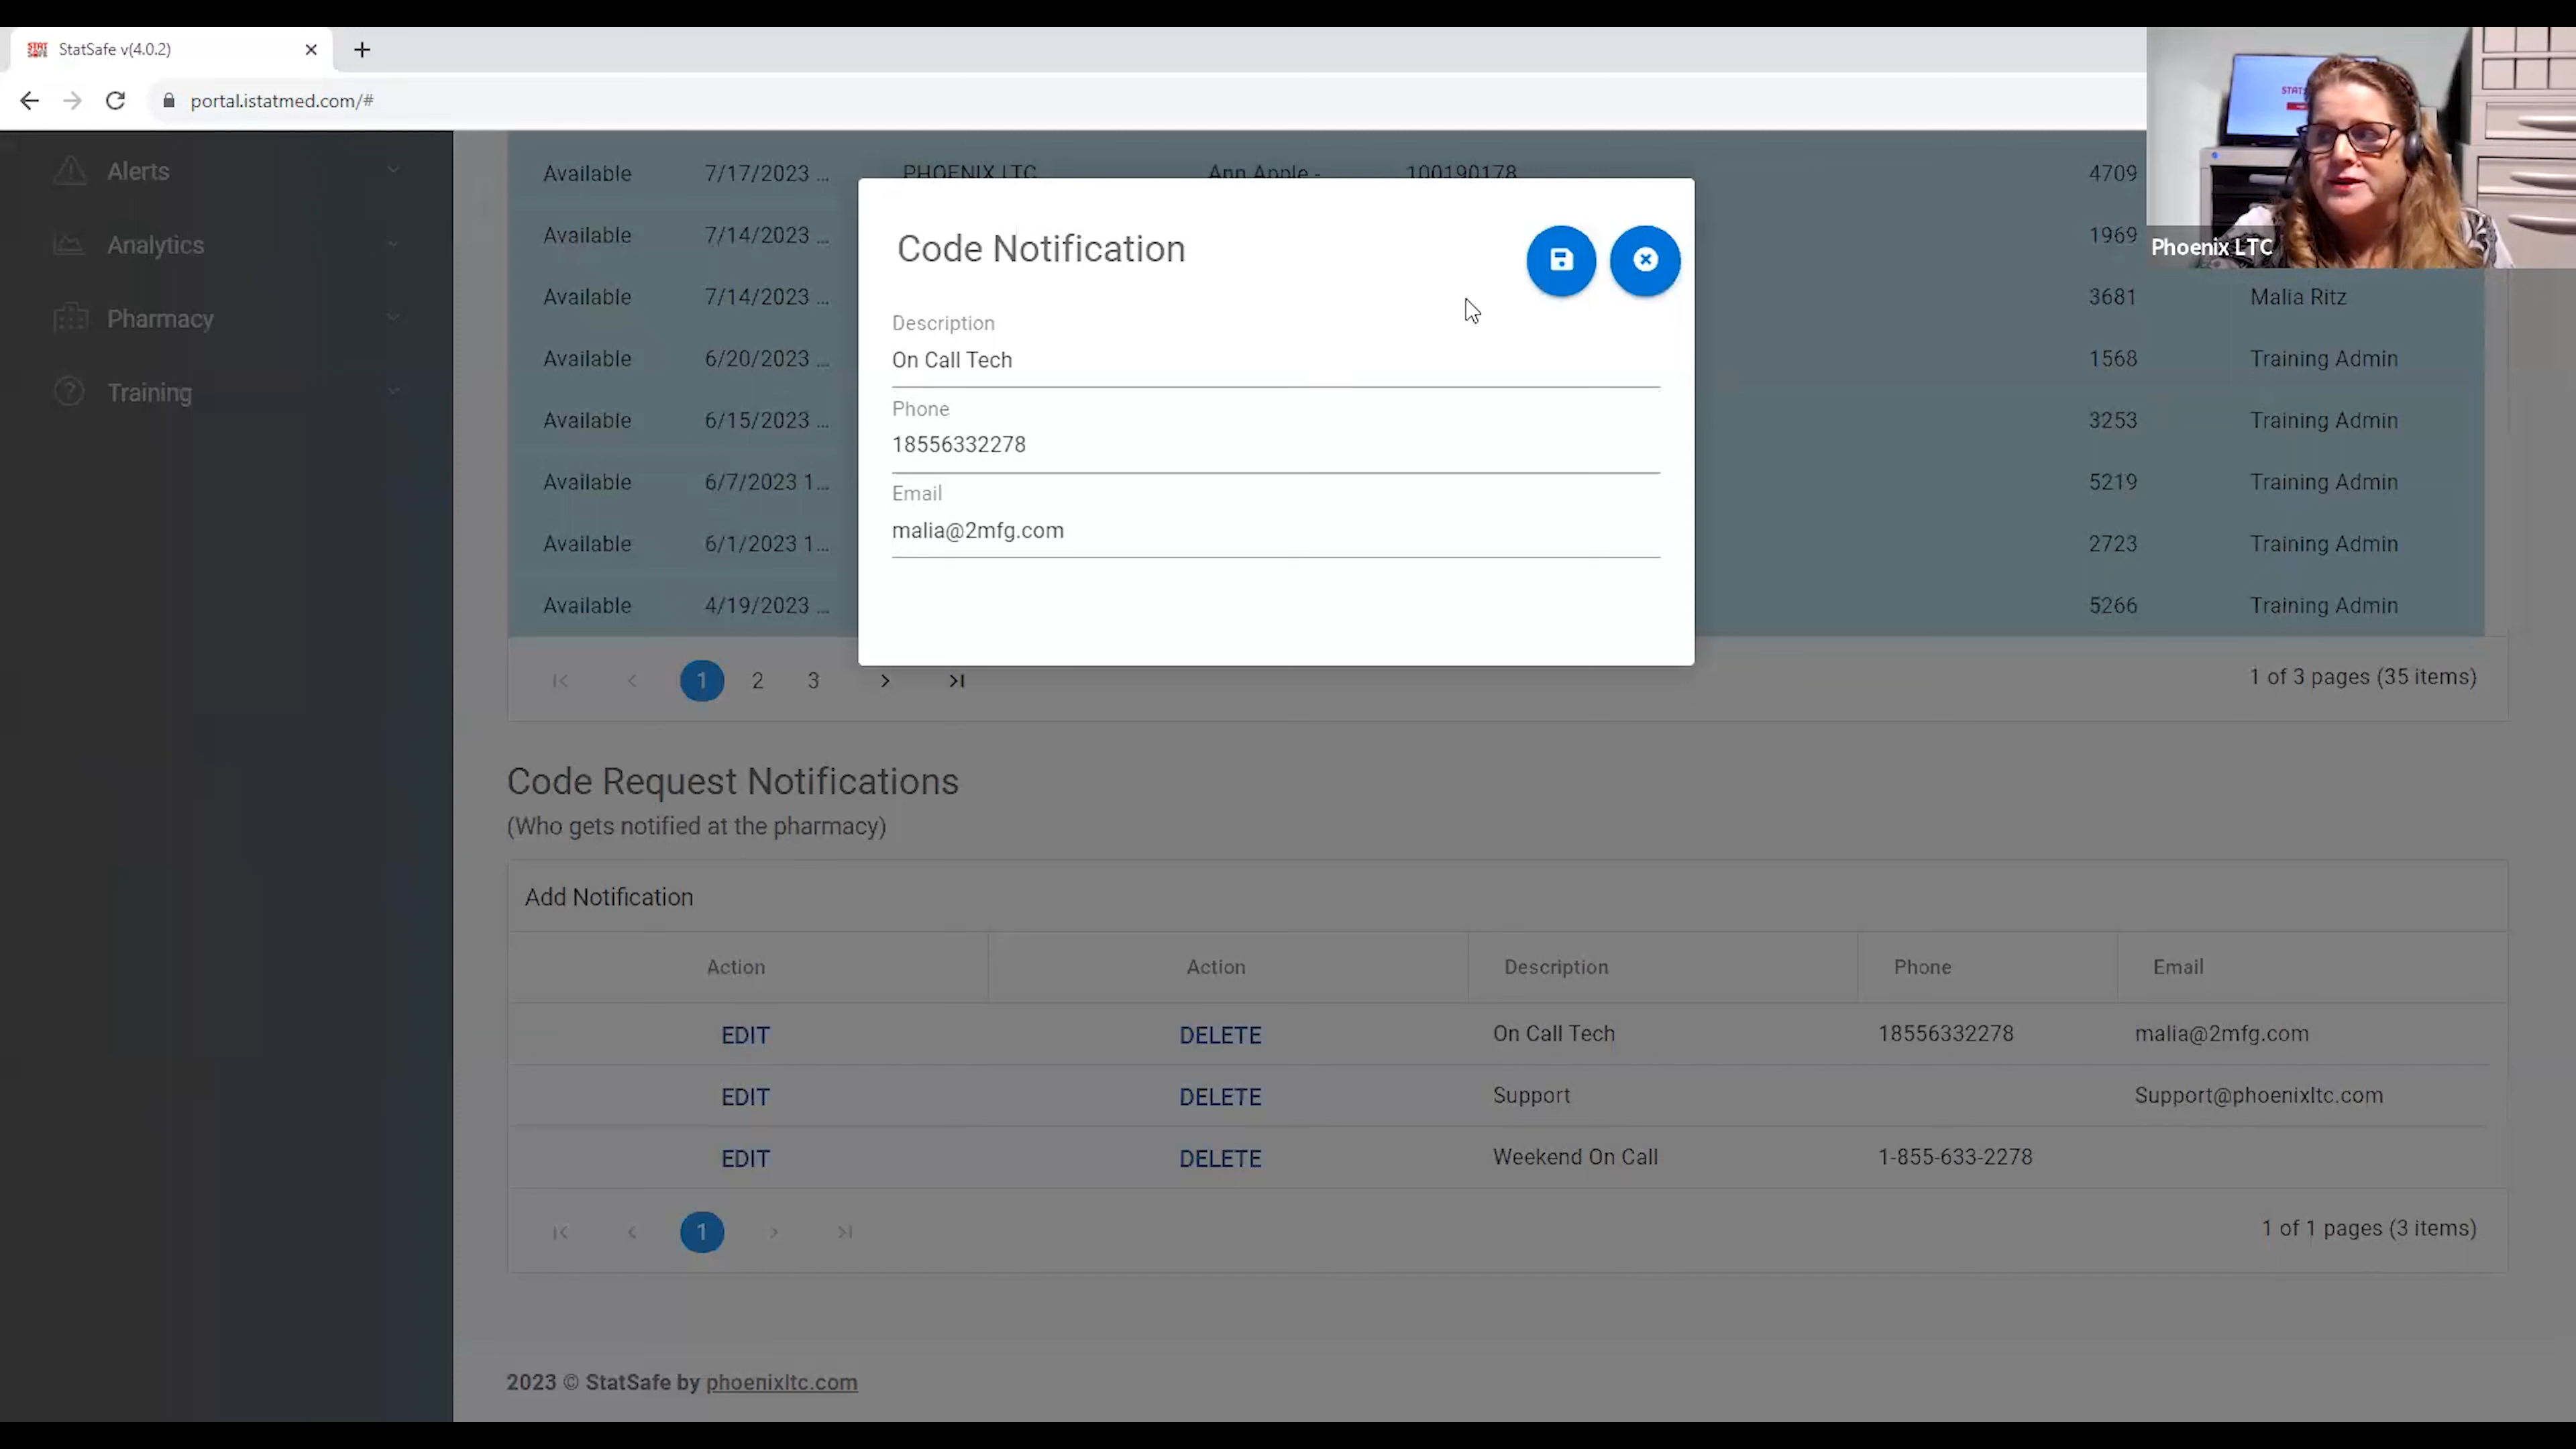 StatSafe v(4.0.2)
portal.istatmed.com/#
Phoenix LTC
Alerts
Analytics
Pharmacy
Training
Available 7/17/2023 ... PHOENIX LTC Ann Apple - 100190178 4709
Available 7/14/2023 ... 1969
Available 7/14/2023 ... 3681 Malia Ritz
Available 6/20/2023 ... 1568 Training Admin
Available 6/15/2023 ... 3253 Training Admin
Available 6/7/2023 1... 5219 Training Admin
Available 6/1/2023 1... 2723 Training Admin
Available 4/19/2023 ... 5266 Training Admin
Code Notification
Description
On Call Tech
Phone
18556332278
Email
malia@2mfg.com
1 2 3 1 of 3 pages (35 items)
Code Request Notifications
(Who gets notified at the pharmacy)
Add Notification
Action Action Description Phone Email
EDIT DELETE On Call Tech 18556332278 malia@2mfg.com
EDIT DELETE Support Support@phoenixltc.com
EDIT DELETE Weekend On Call 1-855-633-2278
1 1 of 1 pages (3 items)
2023 © StatSafe by phoenixltc.com